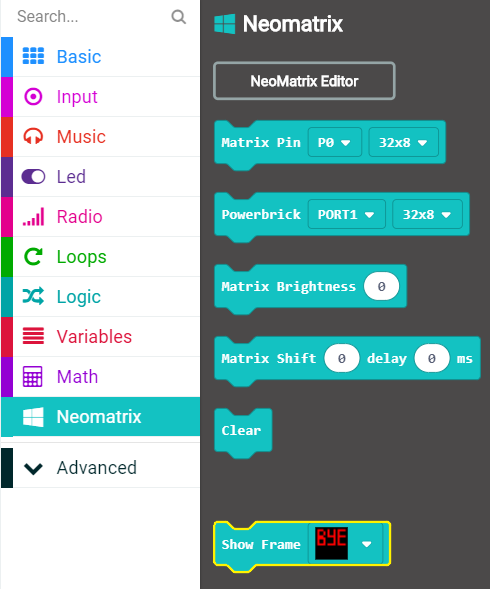 Search...
Basic
Input
Music
Led
Radio
Loops
Logic
Variables
Math
Neomatrix
Advanced
Neomatrix
NeoMatrix Editor
Matrix Pin P0 32x8
Powerbrick PORT1 32x8
Matrix Brightness 0
Matrix Shift 0 delay 0 ms
Clear
Show Frame BYE